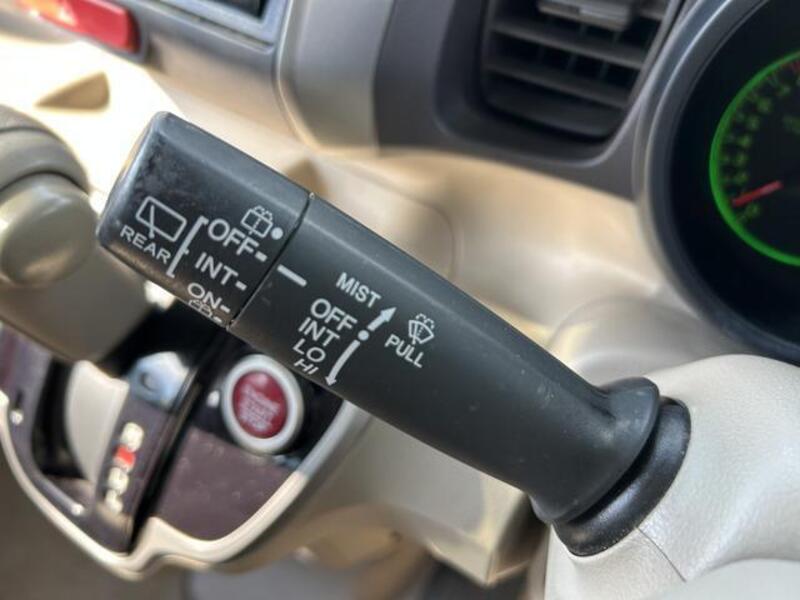 REAR
OFF
INT
ON
MIST
OFF
INT
LO
HI
PULL